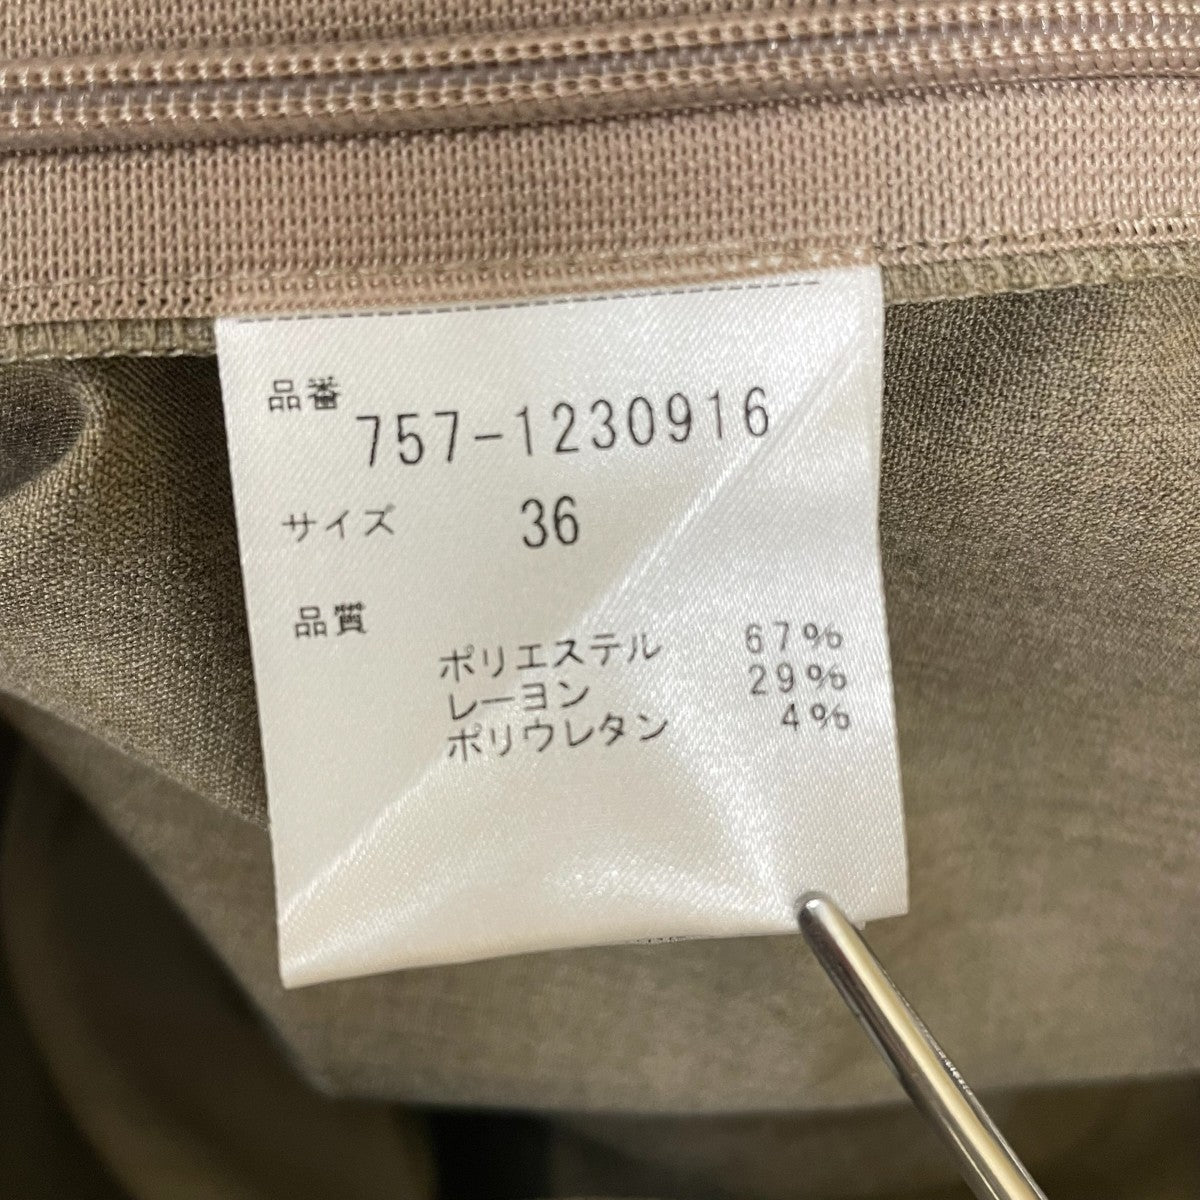 品番
757-1230916
サイズ 36
品質
ポリエステル 67%
レーヨン 29%
ポリウレタン 4%